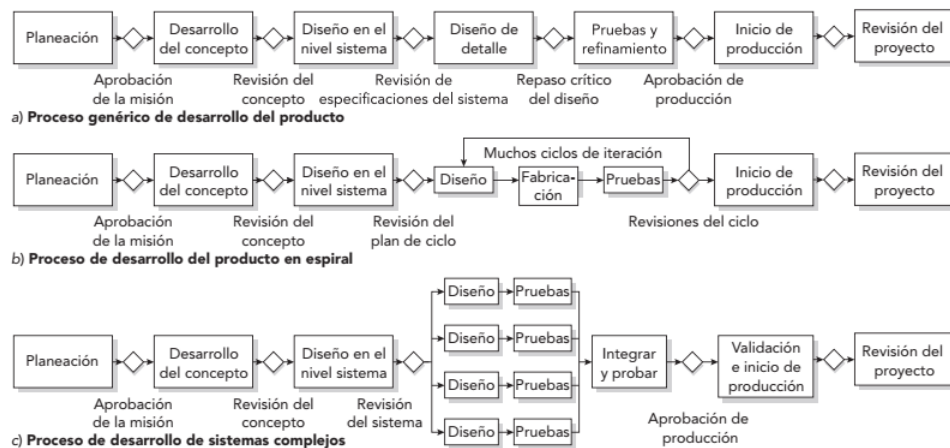 Planeación
Desarrollo
del concepto
Diseño en el
nivel sistema
Diseño de
detalle
Pruebas y
refinamiento
Inicio de
producción
Revisión del
proyecto
Aprobación
de la misión
Revisión del
concepto
Revisión de
especificaciones del sistema
Repaso crítico
del diseño
Aprobación de
producción
a) Proceso genérico de desarrollo del producto
Muchos ciclos de iteración
Planeación
Desarrollo
del concepto
Diseño en el
nivel sistema
Diseño
Fabrica-
ción
Pruebas
Inicio de
producción
Revisión del
proyecto
Aprobación
de la misión
Revisión del
concepto
Revisión del
plan de ciclo
Revisiones del ciclo
b) Proceso de desarrollo del producto en espiral
Planeación
Desarrollo
del concepto
Diseño en el
nivel sistema
Diseño
Pruebas
Diseño
Pruebas
Diseño
Pruebas
Diseño
Pruebas
Integrar
y probar
Validación
e inicio de
producción
Revisión del
proyecto
Aprobación
de la misión
Revisión del
concepto
Revisión
del sistema
Aprobación de
producción
c) Proceso de desarrollo de sistemas complejos